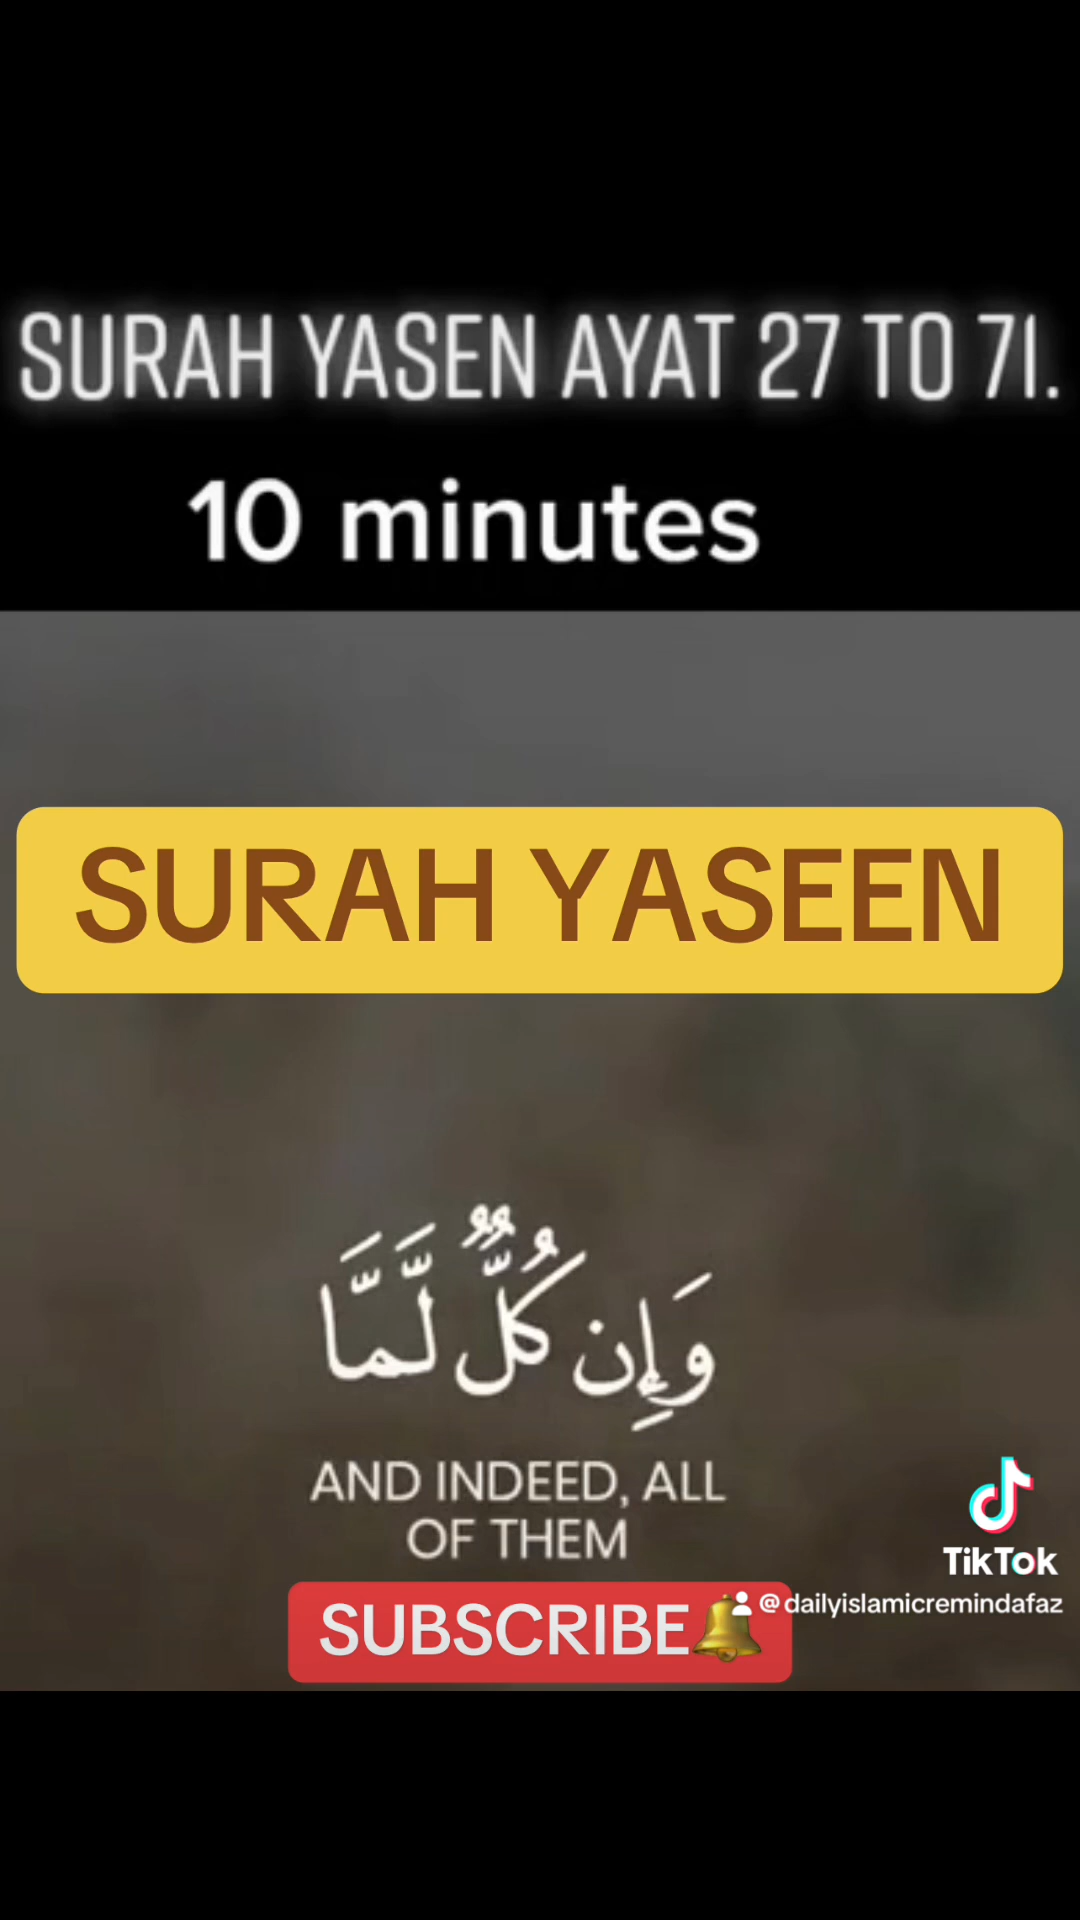 SURAH YASEN AYAT 27 TO 71.
10 minutes
SURAH YASEEN
وَإِن كُلٌّ لَّمَّا
AND INDEED, ALL
OF THEM
TikTok
SUBSCRIBE🔔
@dailyislamicremindafaz